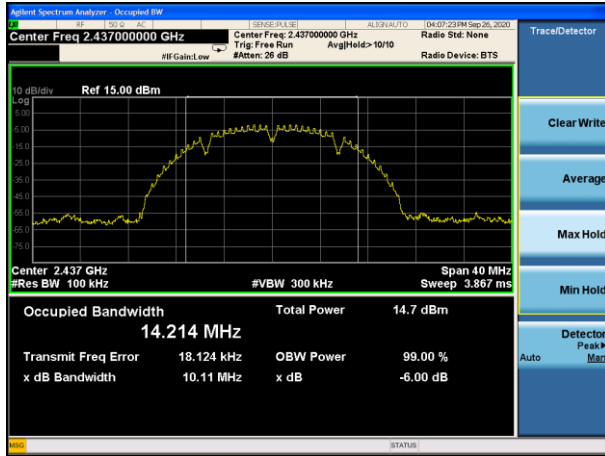 Agilent Spectrum Analyzer - Occupied BW
RF 50 Ω AC SENSE:PULSE ALIGN AUTO 04:07:23 PM Sep 26, 2020
Center Freq 2.437000000 GHz
Center Freq: 2.437000000 GHz
Radio Std: None
Trig: Free Run Avg|Hold:>10/10
#IFGain:Low #Atten: 26 dB Radio Device: BTS
Trace/Detector
10 dB/div Ref 15.00 dBm
Log
5.00
-5.00
-15.0
-25.0
-35.0
-45.0
-55.0
-65.0
-75.0
Center 2.437 GHz Span 40 MHz
#Res BW 100 kHz #VBW 300 kHz Sweep 3.867 ms
Occupied Bandwidth Total Power 14.7 dBm
14.214 MHz
Transmit Freq Error 18.124 kHz OBW Power 99.00 %
x dB Bandwidth 10.11 MHz x dB -6.00 dB
Clear Write
Average
Max Hold
Min Hold
Detector
Peak
Auto Man
MSG STATUS